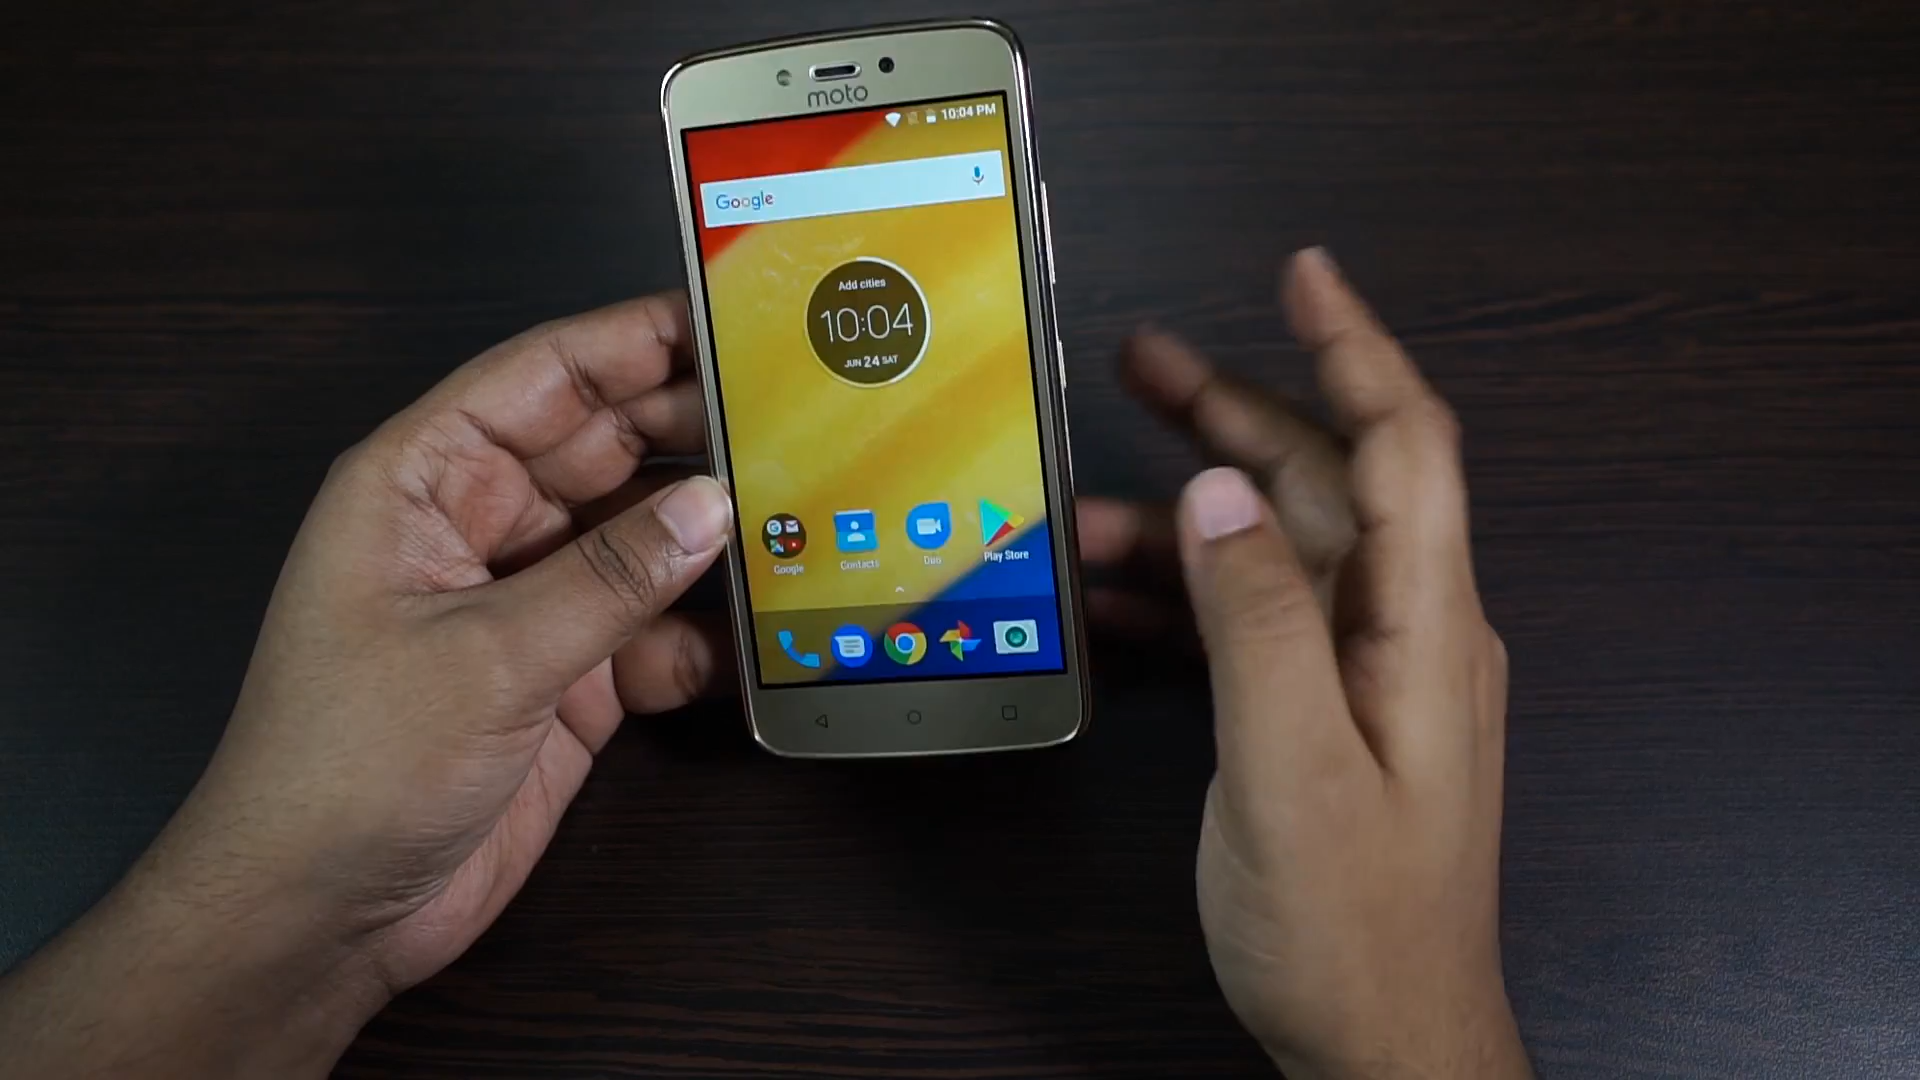 moto
10:04 PM
Google
Add cities
10:04
JUN 24 SAT
Google
Contacts
Duo
Play Store